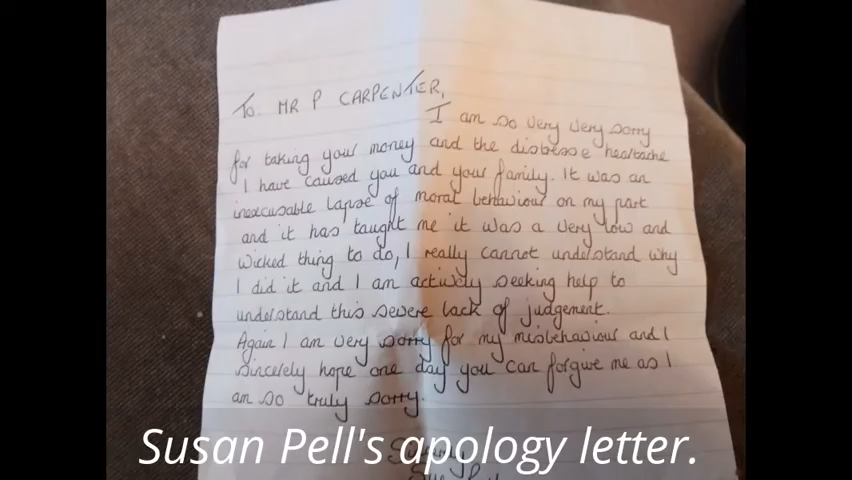 To. MR P CARPENTER,
I am so very very sorry
for taking your money and the distress heartache
I have caused you and your family. It was an
inexcusable lapse of moral behaviour on my part
and it has taught me it was a very low and
wicked thing to do, I really cannot understand why
I did it and I am actively seeking help to
understand this severe lack of judgement.
Again I am very sorry for my misbehaviour and I
sincerely hope one day you can forgive me as I
am so truly sorry.
Susan Pell's apology letter.